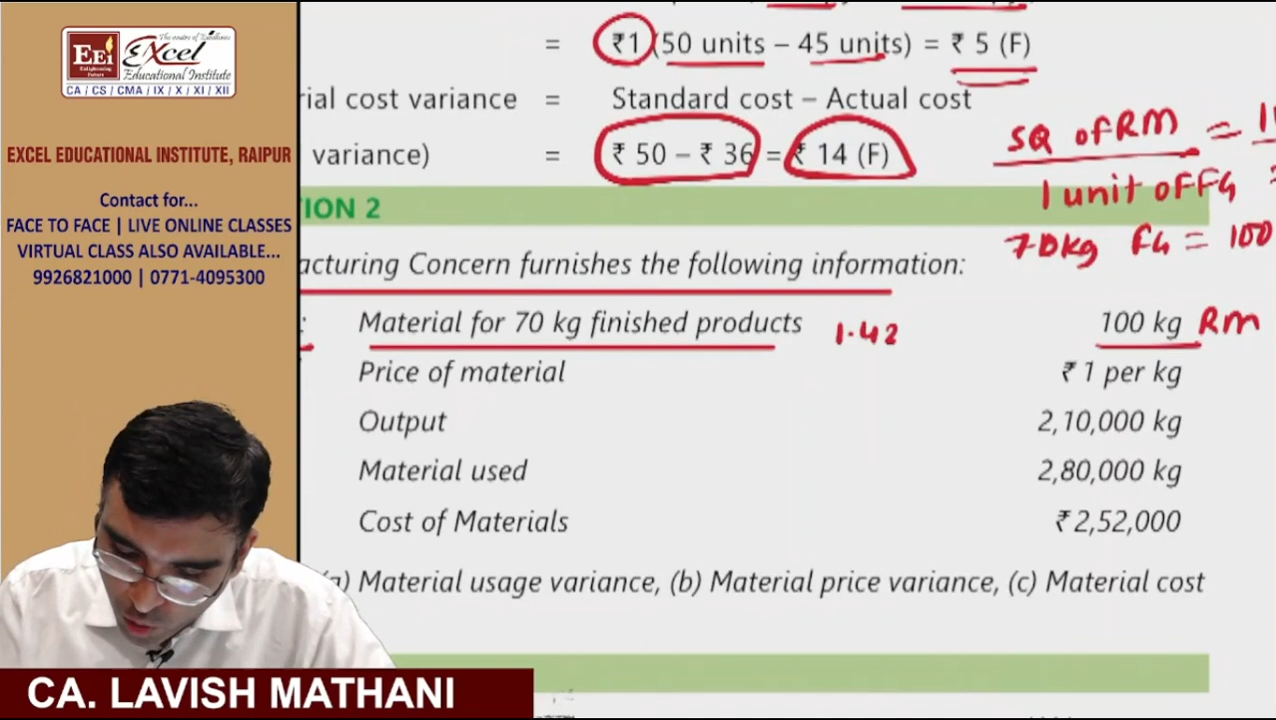 = ₹1 (50 units – 45 units) = ₹ 5 (F)
EEi
The centre of Excellence
Excel
Educational Institute
CA / CS / CMA / IX / X / XI / XII
rial cost variance = Standard cost – Actual cost
variance) = ₹ 50 – ₹ 36 = ₹ 14 (F)
SQ of RM =
1 unit of FG =
70kg FG = 100
EXCEL EDUCATIONAL INSTITUTE, RAIPUR
Contact for...
FACE TO FACE | LIVE ONLINE CLASSES
VIRTUAL CLASS ALSO AVAILABLE...
9926821000 | 0771-4095300
ION 2
acturing Concern furnishes the following information:
: Material for 70 kg finished products 1.42 100 kg RM
Price of material ₹ 1 per kg
Output 2,10,000 kg
Material used 2,80,000 kg
Cost of Materials ₹ 2,52,000
(a) Material usage variance, (b) Material price variance, (c) Material cost
CA. LAVISH MATHANI